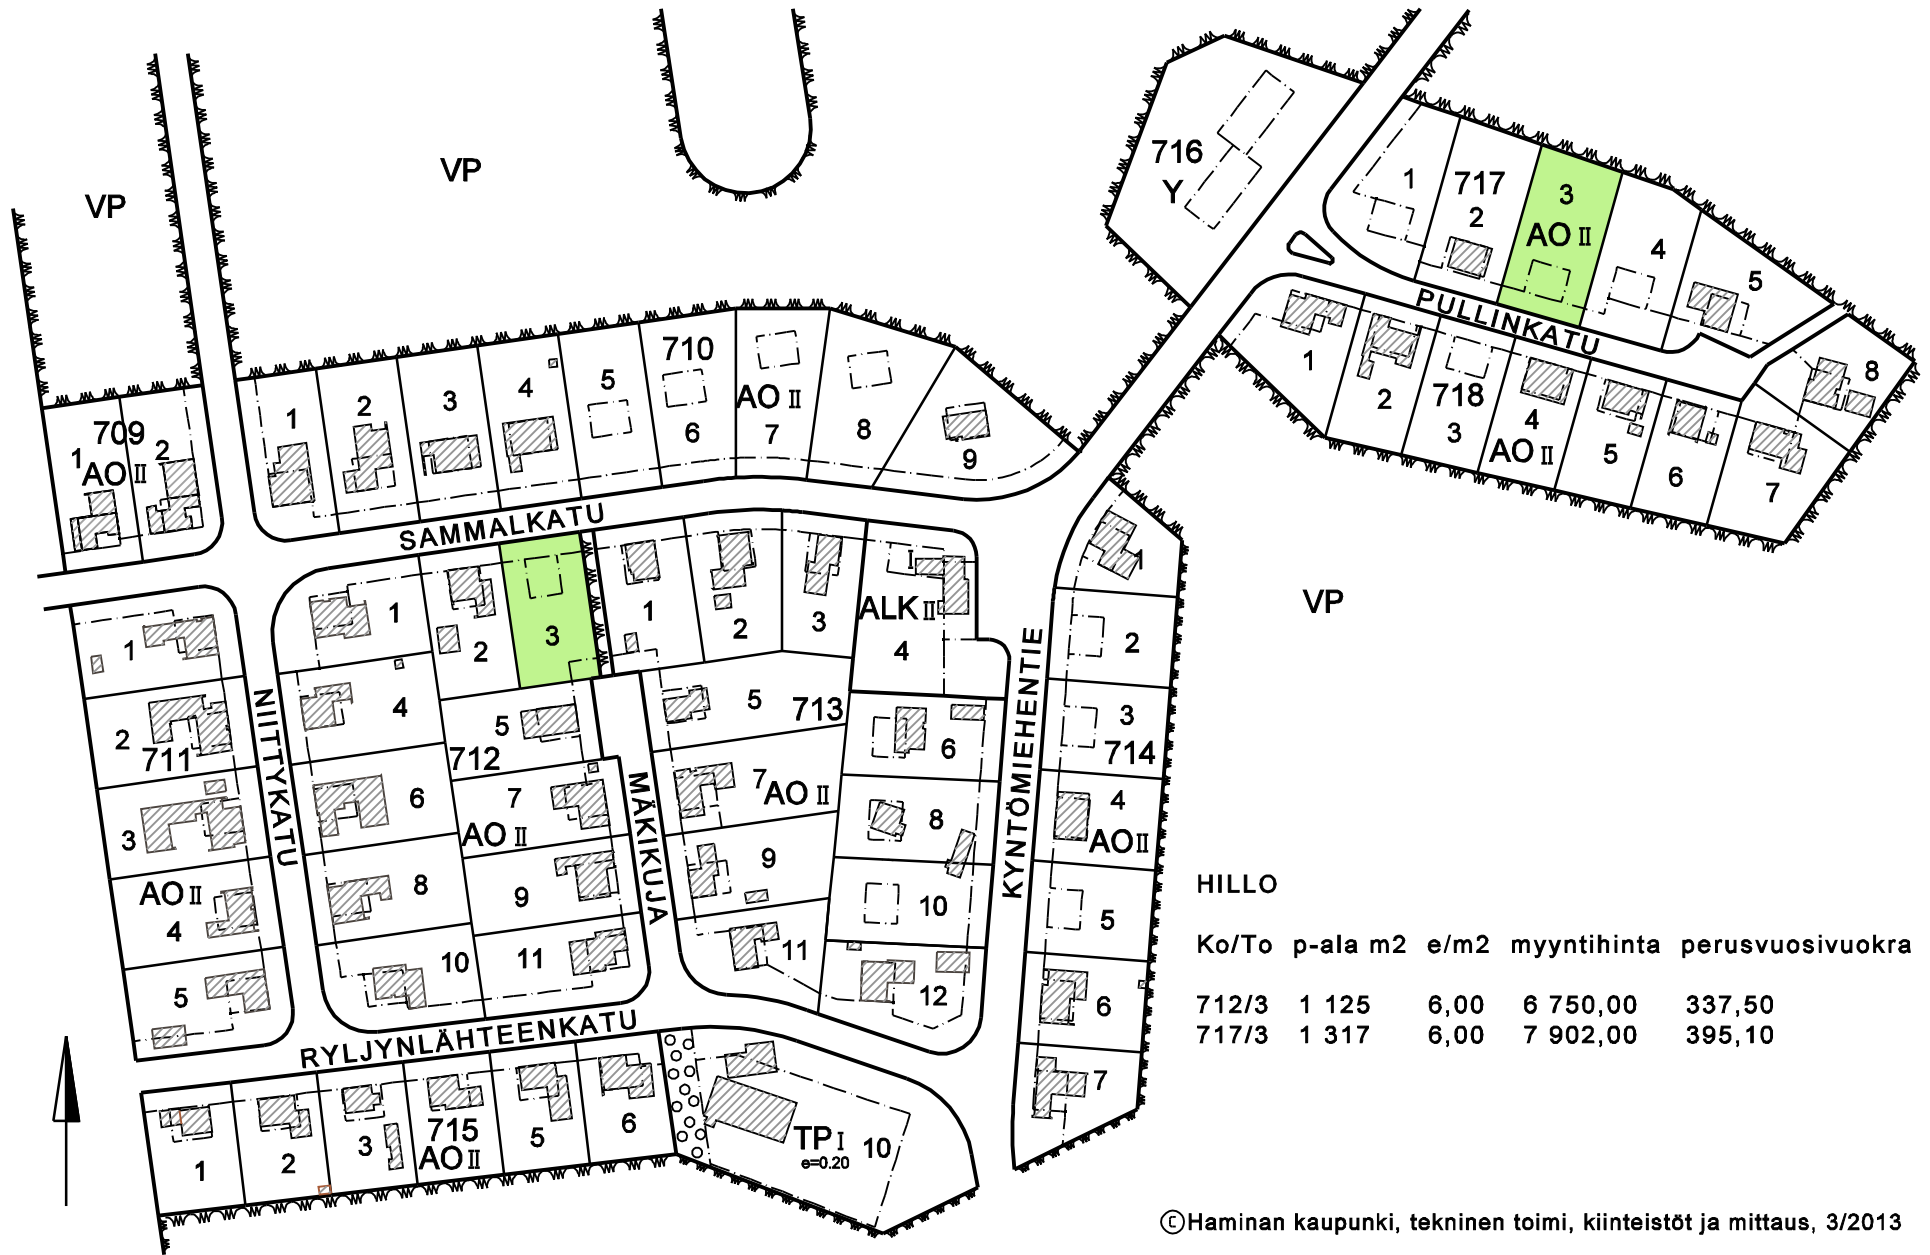 VP
VP
716
Y
1
717
2
3
AO II
4
5
PULLINKATU
1
2
718
3
4
AO II
5
6
7
8
709
1
2
AO II
1
2
3
4
5
710
6
AO II
7
8
9
SAMMALKATU
VP
1
2
711
3
AO II
4
5
NIITTYKATU
1
2
3
4
5
712
6
7
AO II
8
9
10
11
MÄKIKUJA
1
2
3
I
ALK II
4
5
713
6
7
AO II
8
9
10
11
12
KYNTÖMIEHENTIE
1
2
3
714
4
AO II
5
6
7
RYLJYNLÄHTEENKATU
1
2
3
715
AO II
5
6
TP I
e=0.20
10
HILLO
Ko/To p-ala m2 e/m2 myyntihinta perusvuosivuokra
712/3 1 125 6,00 6 750,00 337,50
717/3 1 317 6,00 7 902,00 395,10
©Haminan kaupunki, tekninen toimi, kiinteistöt ja mittaus, 3/2013